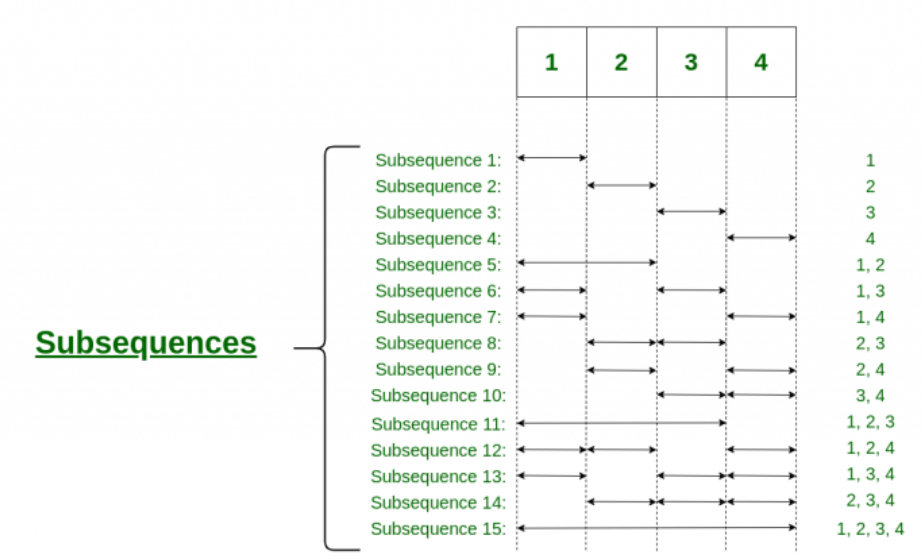 1 2 3 4
Subsequence 1: 1
Subsequence 2: 2
Subsequence 3: 3
Subsequence 4: 4
Subsequence 5: 1, 2
Subsequence 6: 1, 3
Subsequence 7: 1, 4
Subsequences
Subsequence 8: 2, 3
Subsequence 9: 2, 4
Subsequence 10: 3, 4
Subsequence 11: 1, 2, 3
Subsequence 12: 1, 2, 4
Subsequence 13: 1, 3, 4
Subsequence 14: 2, 3, 4
Subsequence 15: 1, 2, 3, 4